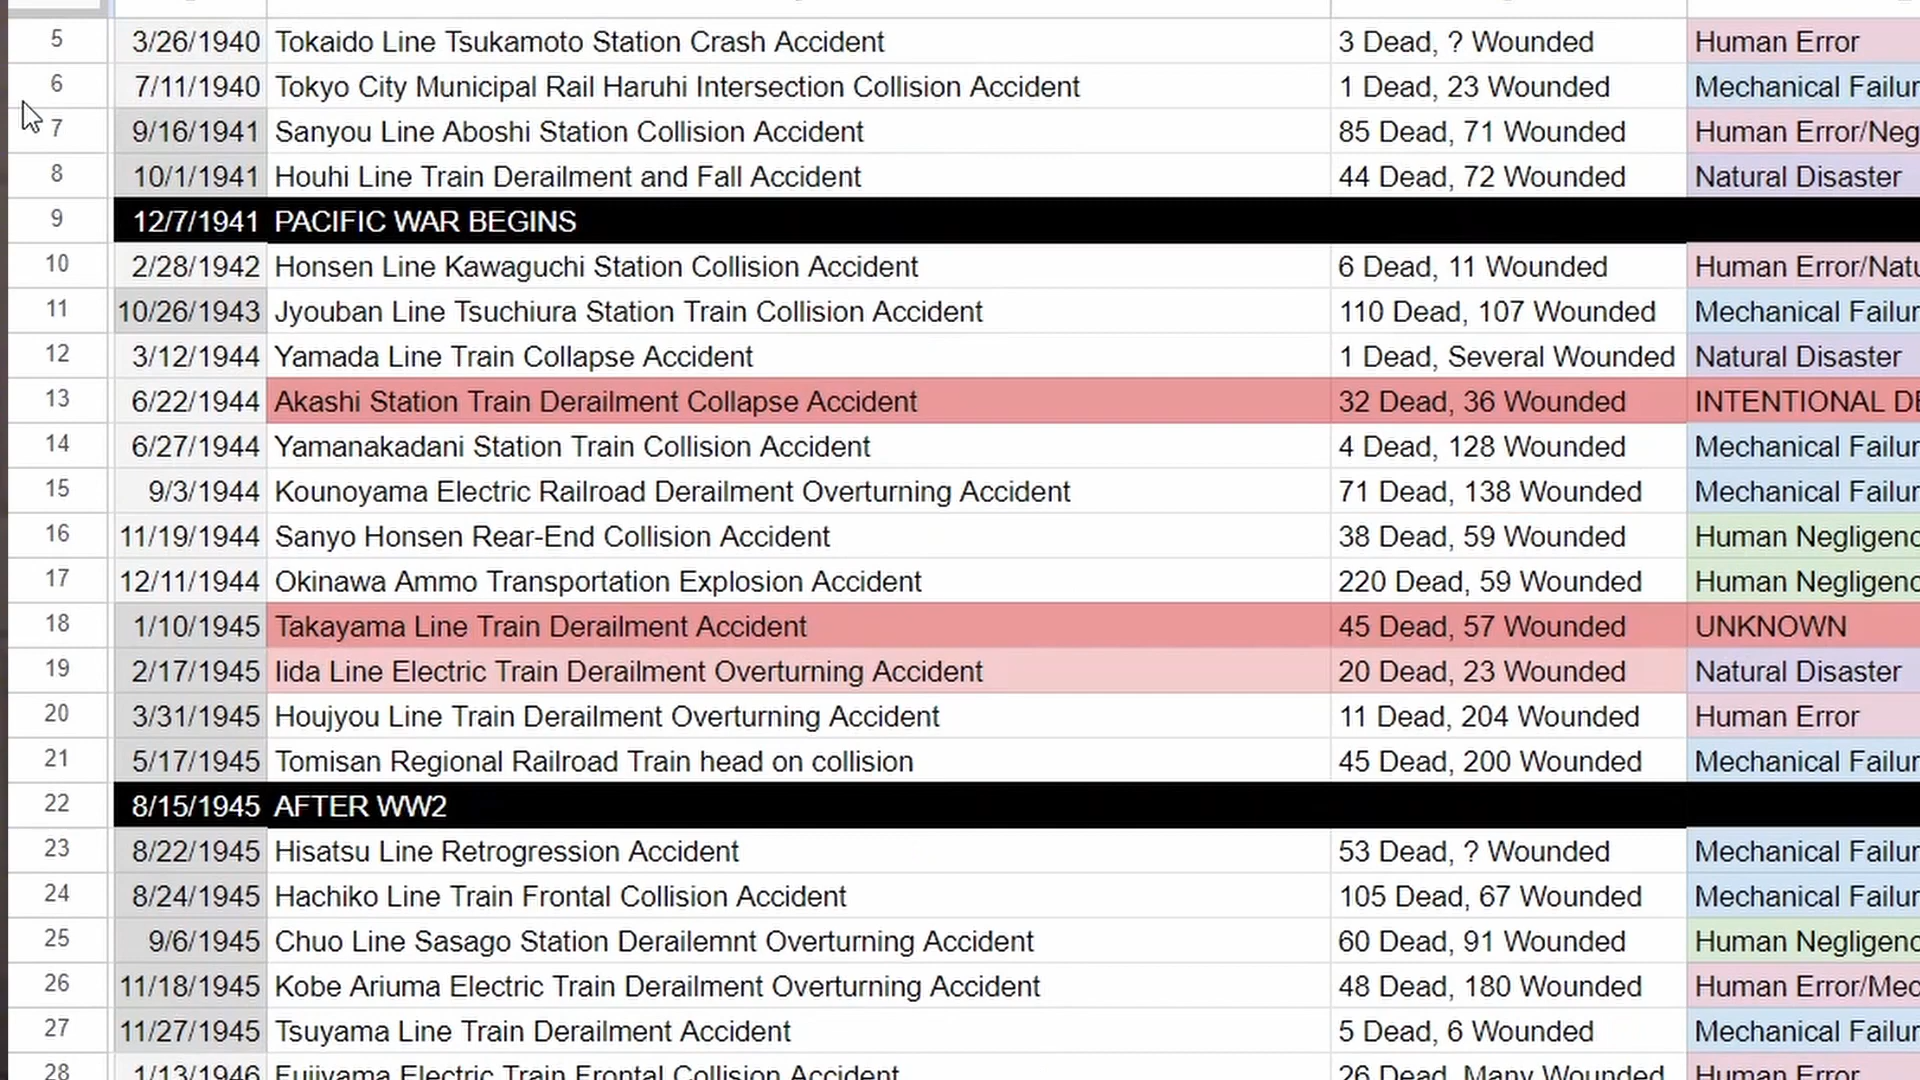 5 3/26/1940 Tokaido Line Tsukamoto Station Crash Accident 3 Dead, ? Wounded Human Error
6 7/11/1940 Tokyo City Municipal Rail Haruhi Intersection Collision Accident 1 Dead, 23 Wounded Mechanical Failur
7 9/16/1941 Sanyou Line Aboshi Station Collision Accident 85 Dead, 71 Wounded Human Error/Neg
8 10/1/1941 Houhi Line Train Derailment and Fall Accident 44 Dead, 72 Wounded Natural Disaster
9 12/7/1941 PACIFIC WAR BEGINS
10 2/28/1942 Honsen Line Kawaguchi Station Collision Accident 6 Dead, 11 Wounded Human Error/Natu
11 10/26/1943 Jyouban Line Tsuchiura Station Train Collision Accident 110 Dead, 107 Wounded Mechanical Failur
12 3/12/1944 Yamada Line Train Collapse Accident 1 Dead, Several Wounded Natural Disaster
13 6/22/1944 Akashi Station Train Derailment Collapse Accident 32 Dead, 36 Wounded INTENTIONAL DE
14 6/27/1944 Yamanakadani Station Train Collision Accident 4 Dead, 128 Wounded Mechanical Failur
15 9/3/1944 Kounoyama Electric Railroad Derailment Overturning Accident 71 Dead, 138 Wounded Mechanical Failur
16 11/19/1944 Sanyo Honsen Rear-End Collision Accident 38 Dead, 59 Wounded Human Negligenc
17 12/11/1944 Okinawa Ammo Transportation Explosion Accident 220 Dead, 59 Wounded Human Negligenc
18 1/10/1945 Takayama Line Train Derailment Accident 45 Dead, 57 Wounded UNKNOWN
19 2/17/1945 Iida Line Electric Train Derailment Overturning Accident 20 Dead, 23 Wounded Natural Disaster
20 3/31/1945 Houjyou Line Train Derailment Overturning Accident 11 Dead, 204 Wounded Human Error
21 5/17/1945 Tomisan Regional Railroad Train head on collision 45 Dead, 200 Wounded Mechanical Failur
22 8/15/1945 AFTER WW2
23 8/22/1945 Hisatsu Line Retrogression Accident 53 Dead, ? Wounded Mechanical Failur
24 8/24/1945 Hachiko Line Train Frontal Collision Accident 105 Dead, 67 Wounded Mechanical Failur
25 9/6/1945 Chuo Line Sasago Station Derailemnt Overturning Accident 60 Dead, 91 Wounded Human Negligenc
26 11/18/1945 Kobe Ariuma Electric Train Derailment Overturning Accident 48 Dead, 180 Wounded Human Error/Mec
27 11/27/1945 Tsuyama Line Train Derailment Accident 5 Dead, 6 Wounded Mechanical Failur
28 1/13/1946 Fujiyama Electric Train Frontal Collision Accident 26 Dead, Many Wounded Human Error